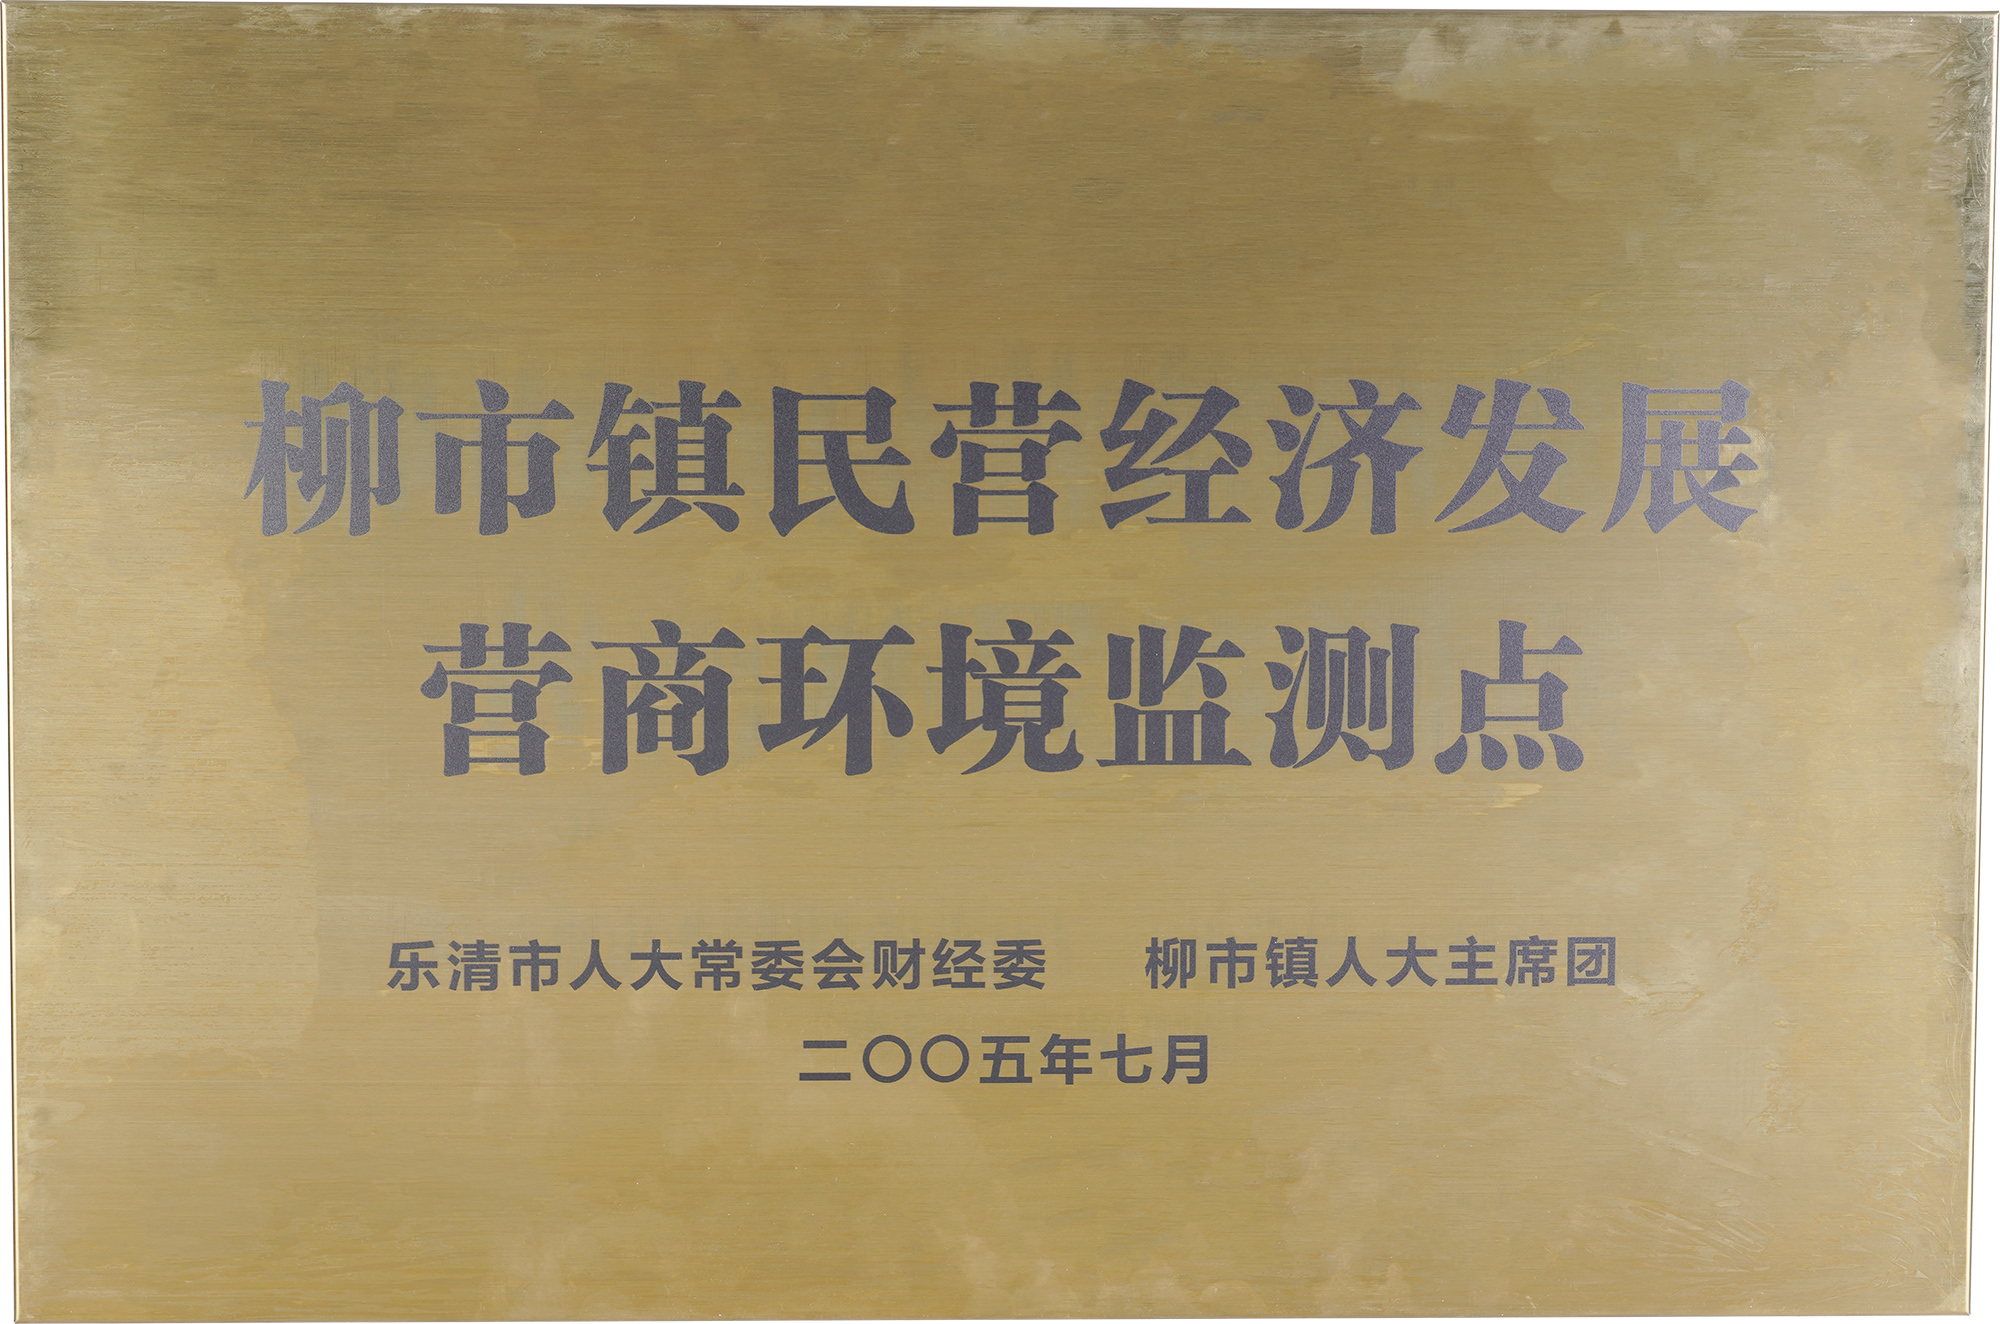 柳市镇民营经济发展
营商环境监测点
乐清市人大常委会财经委 柳市镇人大主席团
二〇〇五年七月